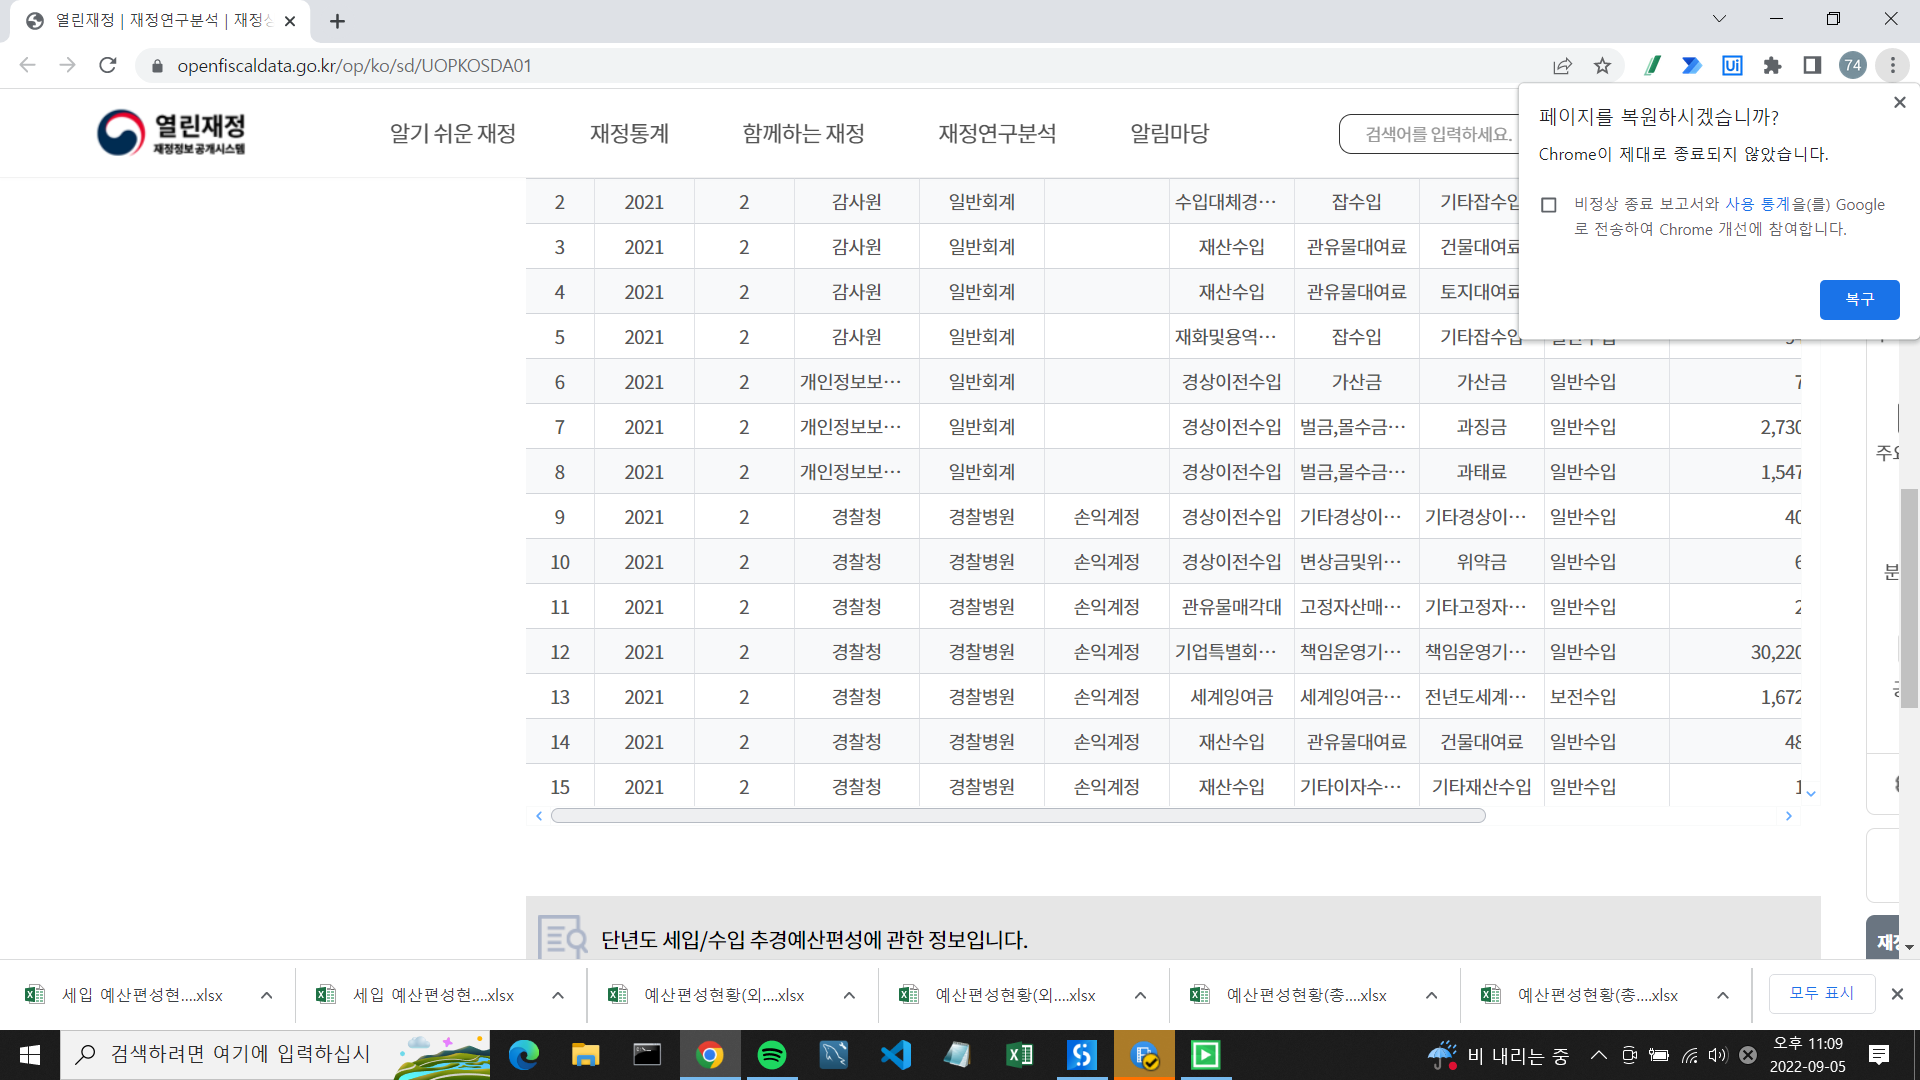 열린재정 | 재정연구분석 | 재정상
openfiscaldata.go.kr/op/ko/sd/UOPKOSDA01
Ui
74
열린재정
재정정보공개시스템
알기 쉬운 재정 재정통계 함께하는 재정 재정연구분석 알림마당
검색어를 입력하세요.
페이지를 복원하시겠습니까?
Chrome이 제대로 종료되지 않았습니다.
비정상 종료 보고서와 사용 통계을(를) Google
로 전송하여 Chrome 개선에 참여합니다.
복구
2 2021 2 감사원 일반회계 수입대체경… 잡수입 기타잡수입
3 2021 2 감사원 일반회계 재산수입 관유물대여료 건물대여료
4 2021 2 감사원 일반회계 재산수입 관유물대여료 토지대여료
5 2021 2 감사원 일반회계 재화및용역… 잡수입 기타잡수입
6 2021 2 개인정보보… 일반회계 경상이전수입 가산금 가산금 일반수입 7
7 2021 2 개인정보보… 일반회계 경상이전수입 벌금,몰수금… 과징금 일반수입 2,730
8 2021 2 개인정보보… 일반회계 경상이전수입 벌금,몰수금… 과태료 일반수입 1,547
9 2021 2 경찰청 경찰병원 손익계정 경상이전수입 기타경상이… 기타경상이… 일반수입 40
10 2021 2 경찰청 경찰병원 손익계정 경상이전수입 변상금및위… 위약금 일반수입 6
11 2021 2 경찰청 경찰병원 손익계정 관유물매각대 고정자산매… 기타고정자… 일반수입 2
12 2021 2 경찰청 경찰병원 손익계정 기업특별회… 책임운영기… 책임운영기… 일반수입 30,220
13 2021 2 경찰청 경찰병원 손익계정 세계잉여금 세계잉여금… 전년도세계… 보전수입 1,672
14 2021 2 경찰청 경찰병원 손익계정 재산수입 관유물대여료 건물대여료 일반수입 48
15 2021 2 경찰청 경찰병원 손익계정 재산수입 기타이자수… 기타재산수입 일반수입 1
주요
분
재정
단년도 세입/수입 추경예산편성에 관한 정보입니다.
세입 예산편성현....xlsx
세입 예산편성현....xlsx
예산편성현황(외....xlsx
예산편성현황(외....xlsx
예산편성현황(총....xlsx
예산편성현황(총....xlsx
모두 표시
검색하려면 여기에 입력하십시
비 내리는 중
오후 11:09
2022-09-05